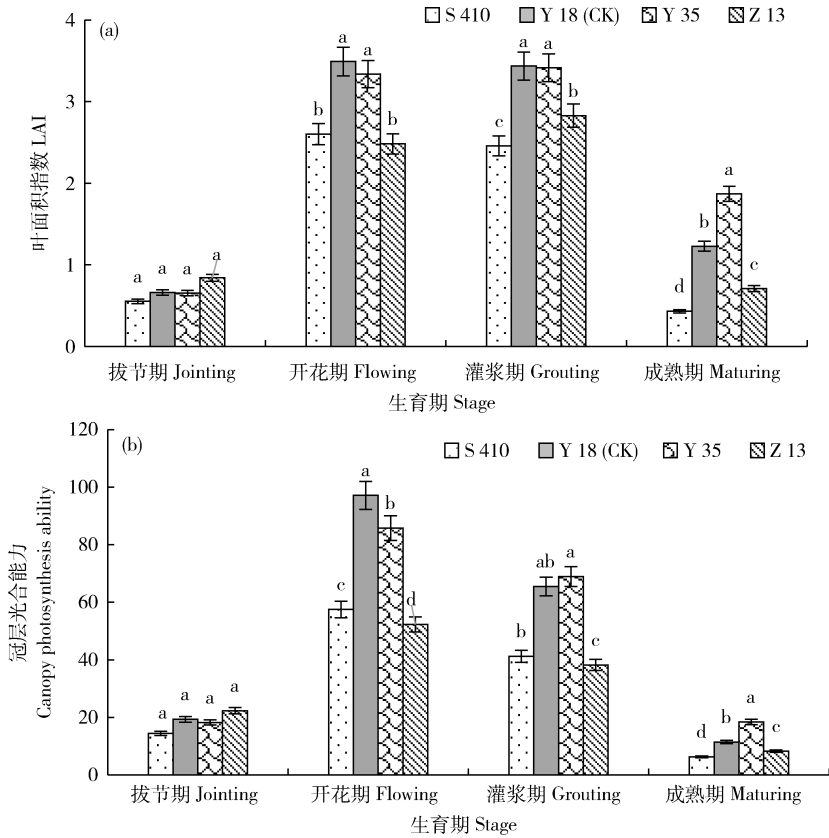 (a)
S 410 Y 18 (CK) Y 35 Z 13
叶面积指数 LAI
4
3
2
1
0
a a a a
b a a b
c a a b
d b a c
拔节期 Jointing 开花期 Flowing 灌浆期 Grouting 成熟期 Maturing
生育期 Stage
(b)
S 410 Y 18 (CK) Y 35 Z 13
冠层光合能力
Canopy photosynthesis ability
120
100
80
60
40
20
0
a a a a
c a b d
b ab a c
d b a c
拔节期 Jointing 开花期 Flowing 灌浆期 Grouting 成熟期 Maturing
生育期 Stage